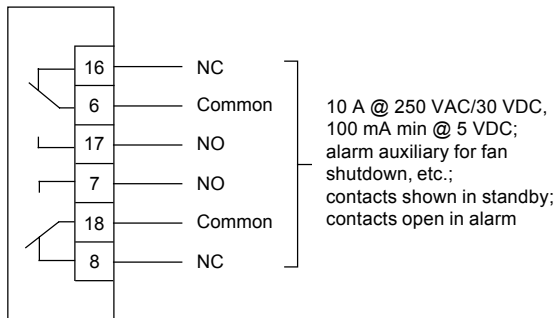 16 NC
6 Common
17 NO
7 NO
18 Common
8 NC
10 A @ 250 VAC/30 VDC,
100 mA min @ 5 VDC;
alarm auxiliary for fan
shutdown, etc.;
contacts shown in standby;
contacts open in alarm